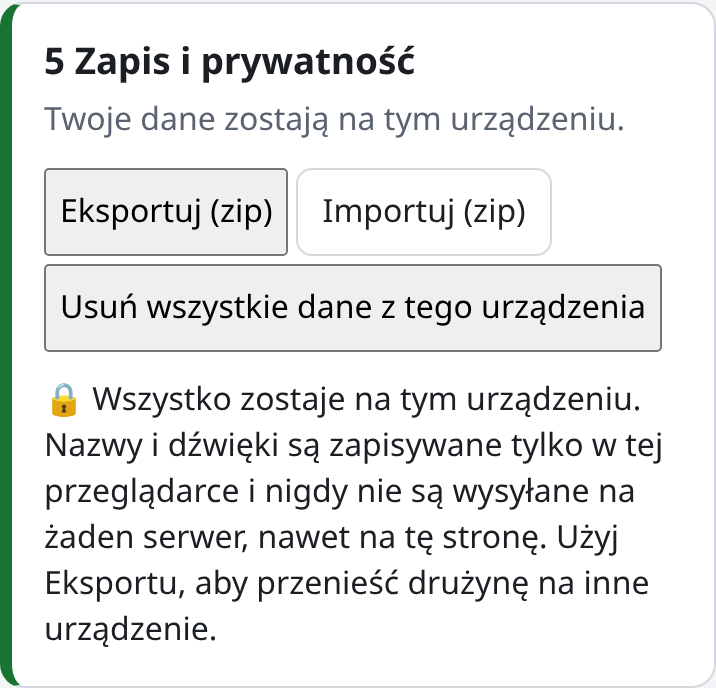 5 Zapis i prywatność
Twoje dane zostają na tym urządzeniu.
Eksportuj (zip) Importuj (zip)
Usuń wszystkie dane z tego urządzenia
🔒 Wszystko zostaje na tym urządzeniu.
Nazwy i dźwięki są zapisywane tylko w tej
przeglądarce i nigdy nie są wysyłane na
żaden serwer, nawet na tę stronę. Użyj
Eksportu, aby przenieść drużynę na inne
urządzenie.